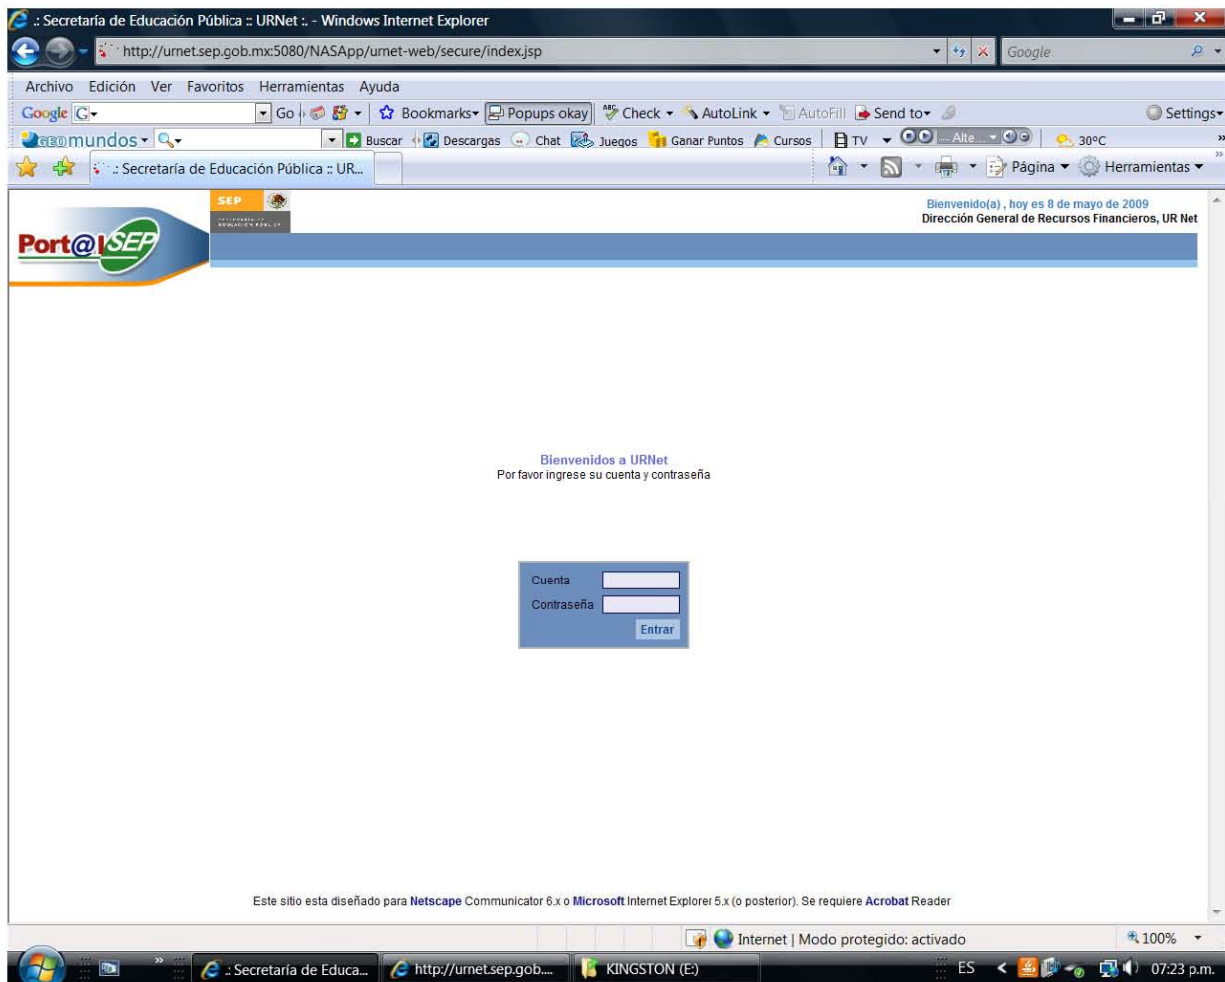 .: Secretaría de Educación Pública :: URNet :. - Windows Internet Explorer
http://urnet.sep.gob.mx:5080/NASApp/urnet-web/secure/index.jsp
Google
Archivo Edición Ver Favoritos Herramientas Ayuda
Google G Go Bookmarks Popups okay Check AutoLink AutoFill Send to Settings
GEOmundos Buscar Descargas Chat Juegos Ganar Puntos Cursos TV Alte... 30ºC
.: Secretaría de Educación Pública :: UR... Página Herramientas
SEP
EDUCACIÓN PÚBLICA
Port@l SEP
Bienvenido(a) , hoy es 8 de mayo de 2009
Dirección General de Recursos Financieros, UR Net
Bienvenidos a URNet
Por favor ingrese su cuenta y contraseña
Cuenta
Contraseña
Entrar
Este sitio esta diseñado para Netscape Communicator 6.x o Microsoft Internet Explorer 5.x (o posterior). Se requiere Acrobat Reader
Internet | Modo protegido: activado 100%
.: Secretaría de Educa... http://urnet.sep.gob.... KINGSTON (E:) ES 07:23 p.m.